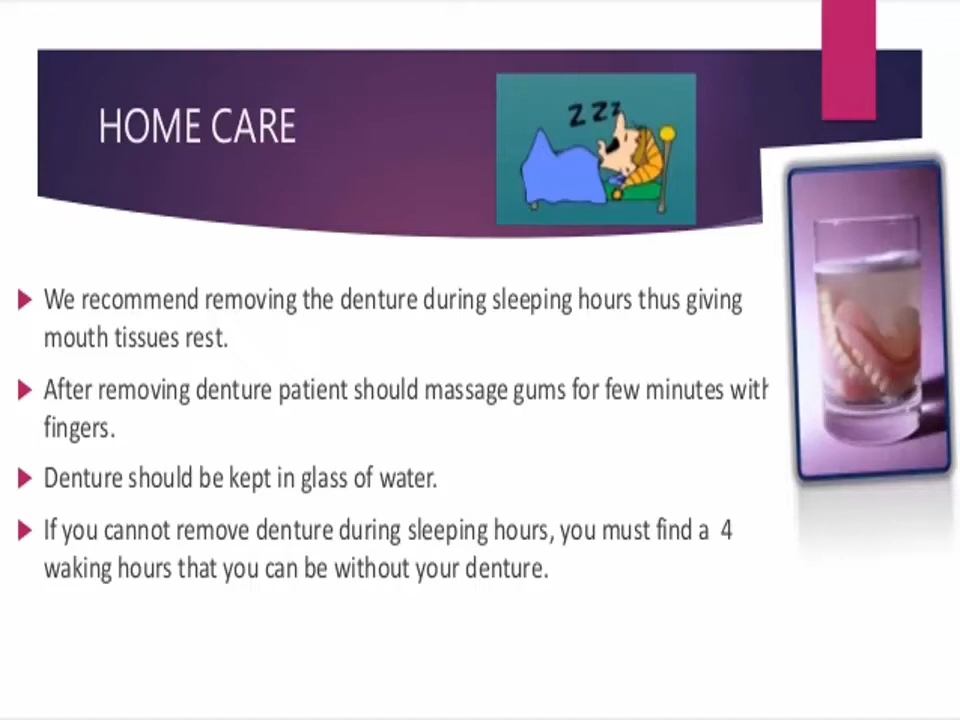 HOME CARE
ZZZ
We recommend removing the denture during sleeping hours thus giving
mouth tissues rest.
After removing denture patient should massage gums for few minutes with
fingers.
Denture should be kept in glass of water.
If you cannot remove denture during sleeping hours, you must find a 4
waking hours that you can be without your denture.